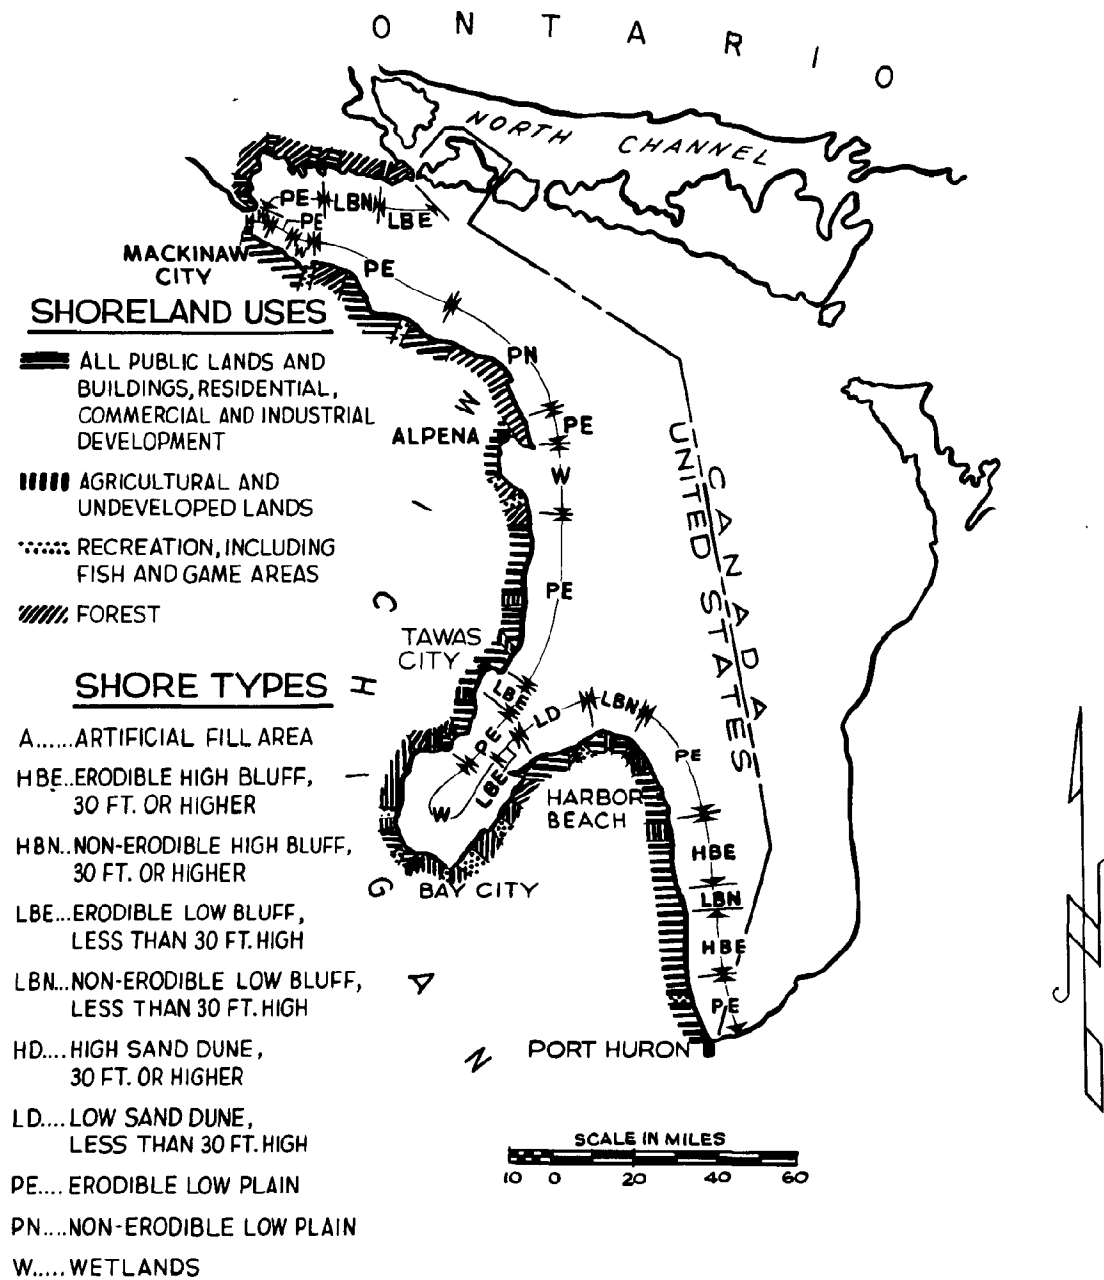 ONTARIO
NORTH CHANNEL
PE
LBN
LBE
PE
W
MACKINAW
CITY
PE
SHORELAND USES
ALL PUBLIC LANDS AND
BUILDINGS, RESIDENTIAL,
COMMERCIAL AND INDUSTRIAL
DEVELOPMENT
AGRICULTURAL AND
UNDEVELOPED LANDS
RECREATION, INCLUDING
FISH AND GAME AREAS
FOREST
PN
MICHIGAN
ALPENA
PE
W
PE
CANADA
UNITED STATES
TAWAS
CITY
LBE
PE
LBE
W
LD
LBN
PE
HARBOR
BEACH
BAY CITY
HBE
LBN
HBE
PE
PORT HURON
SHORE TYPES
A......ARTIFICIAL FILL AREA
HBE..ERODIBLE HIGH BLUFF,
30 FT. OR HIGHER
HBN..NON-ERODIBLE HIGH BLUFF,
30 FT. OR HIGHER
LBE...ERODIBLE LOW BLUFF,
LESS THAN 30 FT. HIGH
LBN...NON-ERODIBLE LOW BLUFF,
LESS THAN 30 FT. HIGH
HD....HIGH SAND DUNE,
30 FT. OR HIGHER
LD....LOW SAND DUNE,
LESS THAN 30 FT. HIGH
PE....ERODIBLE LOW PLAIN
PN....NON-ERODIBLE LOW PLAIN
W.....WETLANDS
SCALE IN MILES
10 0 20 40 60